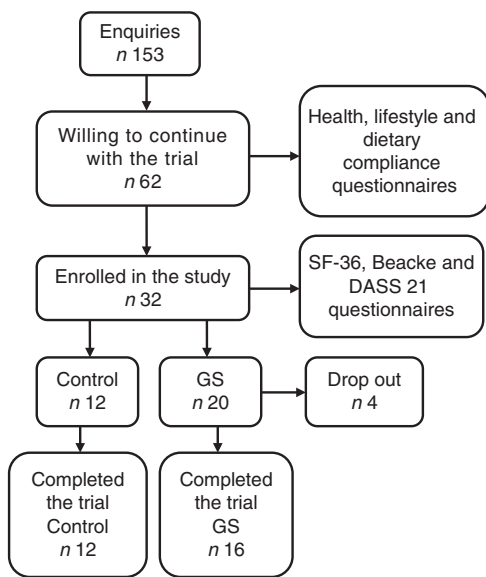 Enquiries
n 153
Willing to continue
with the trial
n 62
Health, lifestyle and
dietary
compliance
questionnaires
Enrolled in the study
n 32
SF-36, Beacke and
DASS 21
questionnaires
Control
n 12
GS
n 20
Drop out
n 4
Completed
the trial
Control
n 12
Completed
the trial
GS
n 16